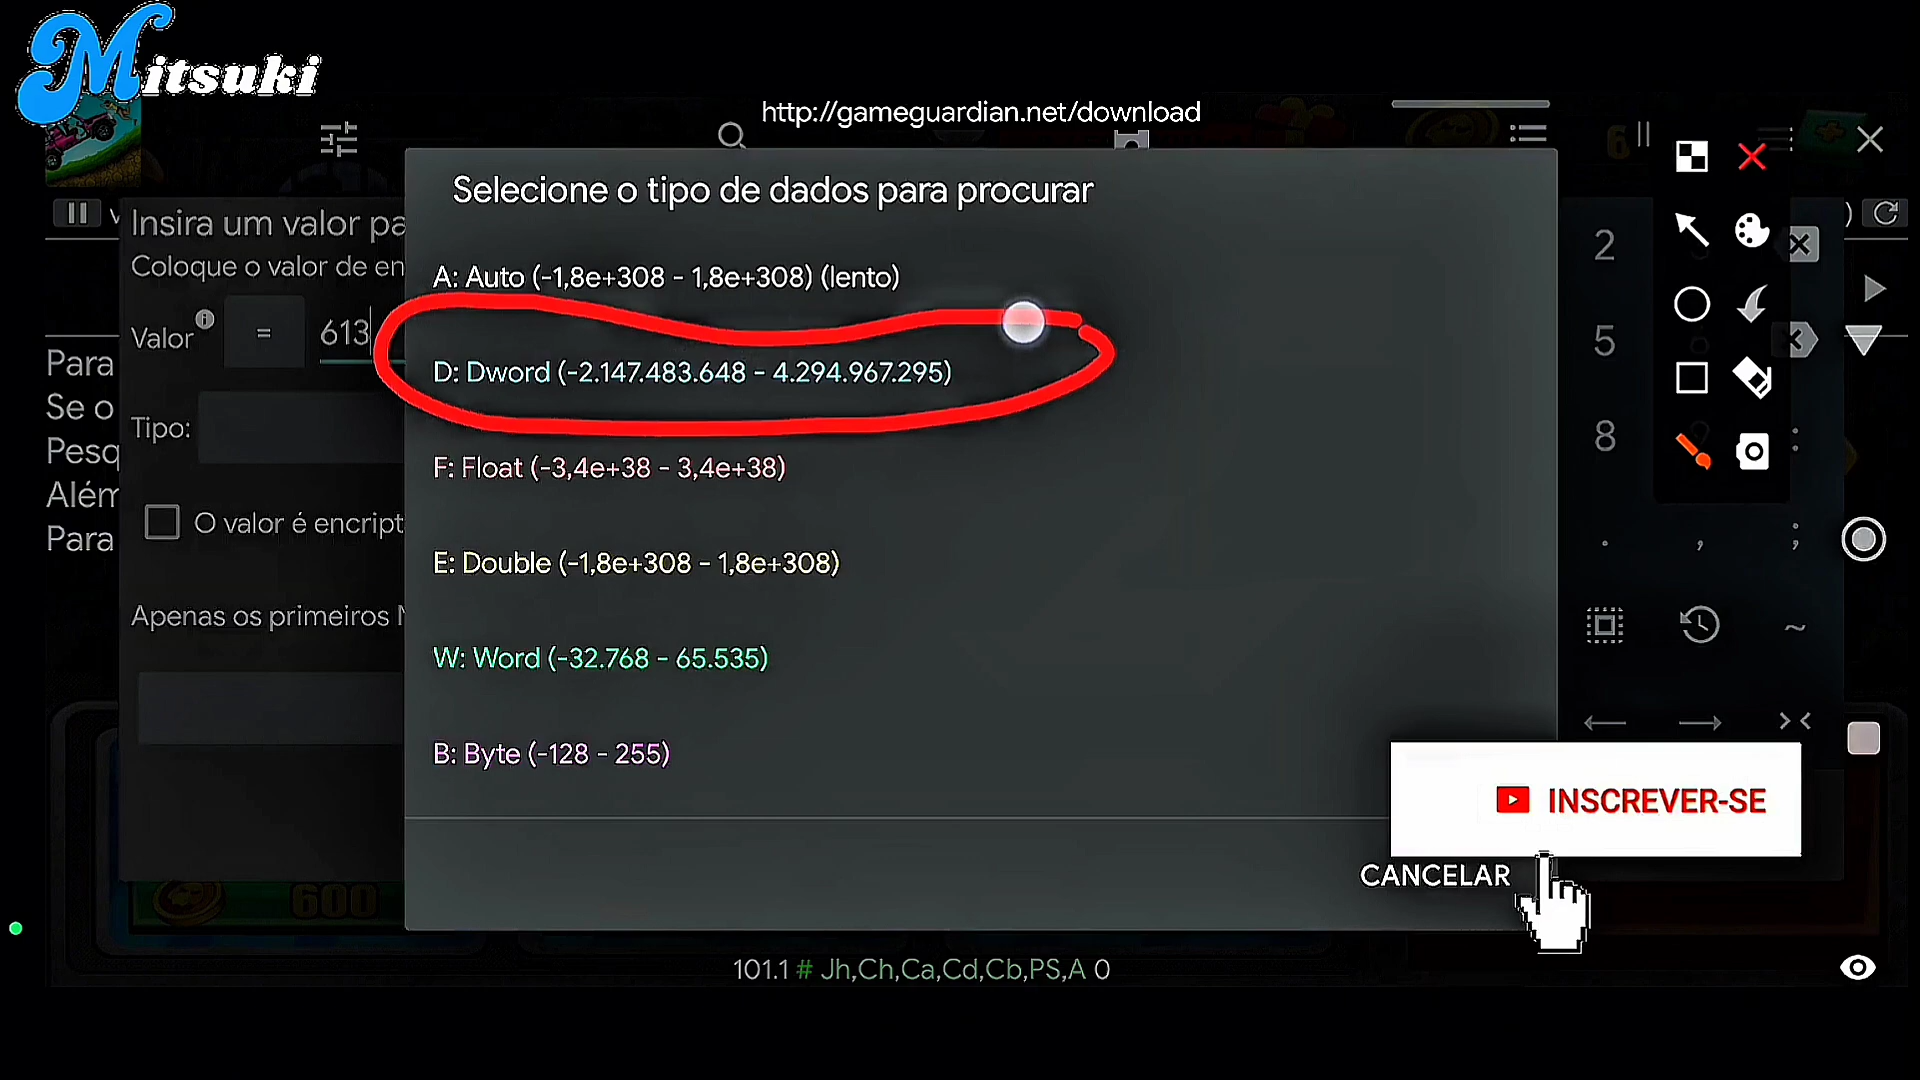 Mitsuki
http://gameguardian.net/download
Selecione o tipo de dados para procurar
Insira um valor pa
Coloque o valor de en
A: Auto (-1,8e+308 - 1,8e+308) (lento)
Valor
=
613
D: Dword (-2.147.483.648 - 4.294.967.295)
Tipo:
F: Float (-3,4e+38 - 3,4e+38)
O valor é encript
E: Double (-1,8e+308 - 1,8e+308)
Apenas os primeiros
W: Word (-32.768 - 65.535)
B: Byte (-128 - 255)
Para
Se o
Pesq
Além
Para
2
5
8
:
. , ;
~
INSCREVER-SE
CANCELAR
600
101.1 # Jh,Ch,Ca,Cd,Cb,PS,A 0